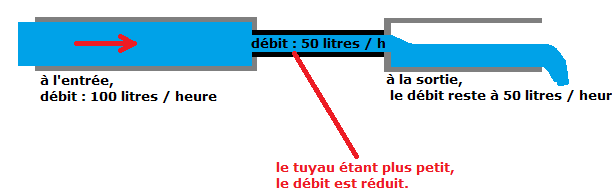 débit : 50 litres / h
à l'entrée,
débit : 100 litres / heure
à la sortie,
le débit reste à 50 litres / heur
le tuyau étant plus petit,
le débit est réduit.